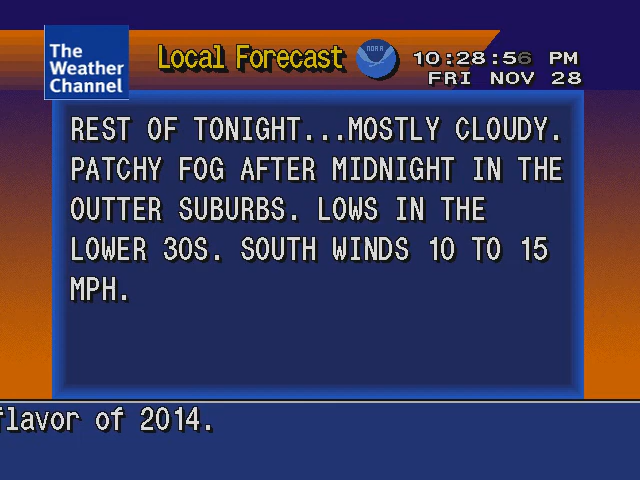 The
Weather
Channel
Local Forecast
NOAA
10:28:56 PM
FRI NOV 28
REST OF TONIGHT...MOSTLY CLOUDY.
PATCHY FOG AFTER MIDNIGHT IN THE
OUTTER SUBURBS. LOWS IN THE
LOWER 30S. SOUTH WINDS 10 TO 15
MPH.
flavor of 2014.